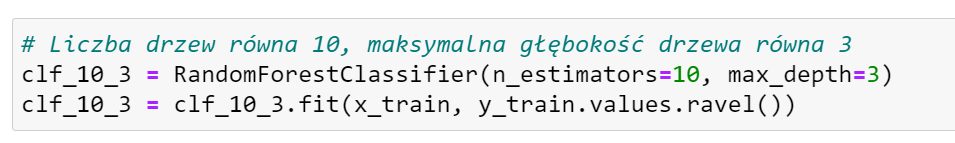 # Liczba drzew równa 10, maksymalna głębokość drzewa równa 3
clf_10_3 = RandomForestClassifier(n_estimators=10, max_depth=3)
clf_10_3 = clf_10_3.fit(x_train, y_train.values.ravel())